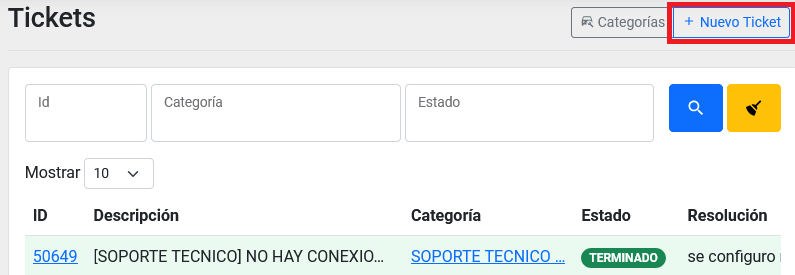 Tickets
Categorías
+ Nuevo Ticket
Id
Categoría
Estado
Mostrar 10
ID Descripción Categoría Estado Resolución
50649 [SOPORTE TECNICO] NO HAY CONEXIO... SOPORTE TECNICO ... TERMINADO se configuro